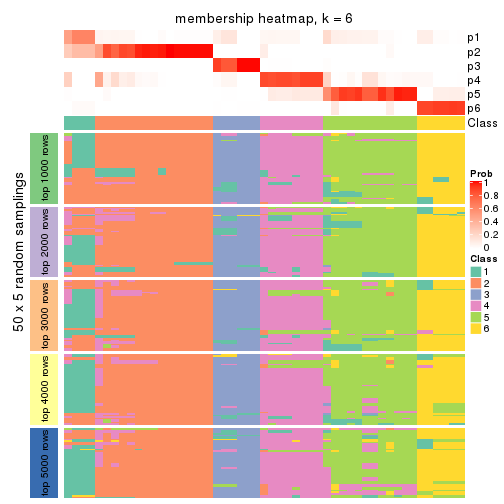 membership heatmap, k = 6
p1
p2
p3
p4
p5
p6
Class
50 x 5 random samplings
top 1000 rows
top 2000 rows
top 3000 rows
top 4000 rows
top 5000 rows
Prob
1
0.8
0.6
0.4
0.2
0
Class
1
2
3
4
5
6